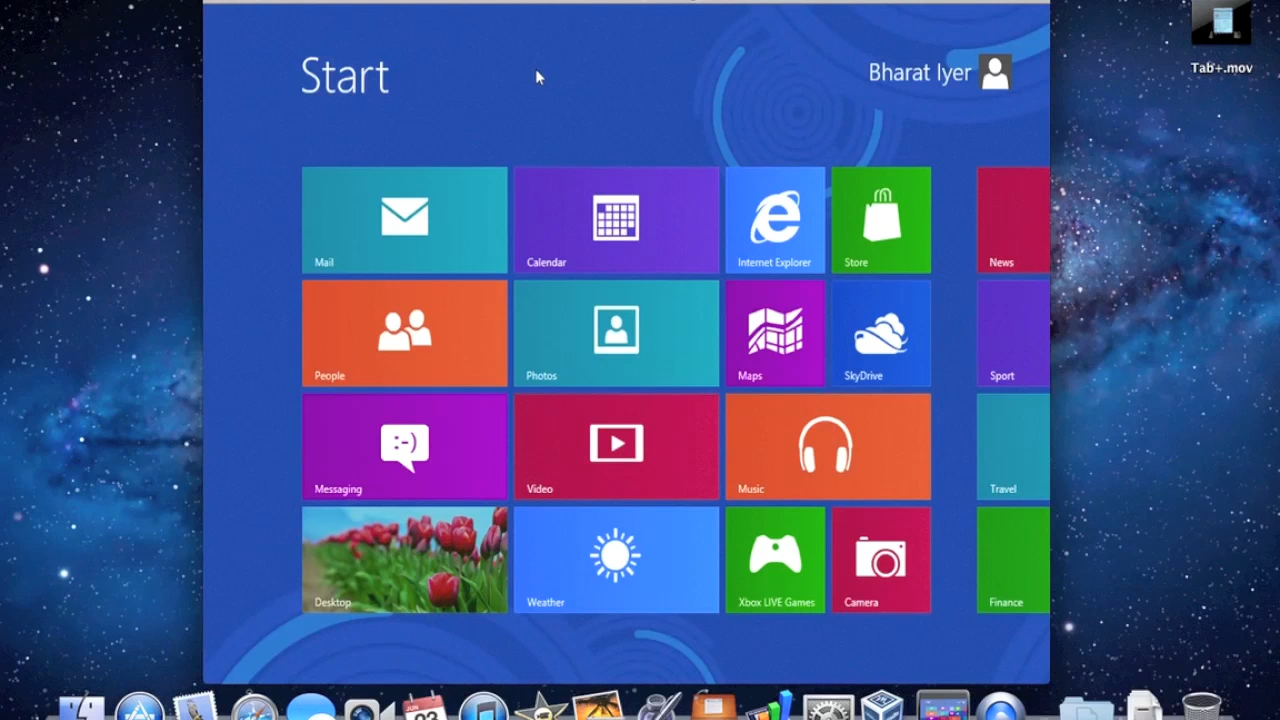 Start
Bharat Iyer
Tab+.mov
Mail
Calendar
Internet Explorer
Store
News
People
Photos
Maps
SkyDrive
Sport
:-)
Messaging
Video
Music
Travel
Desktop
Weather
Xbox LIVE Games
Camera
Finance
JUN